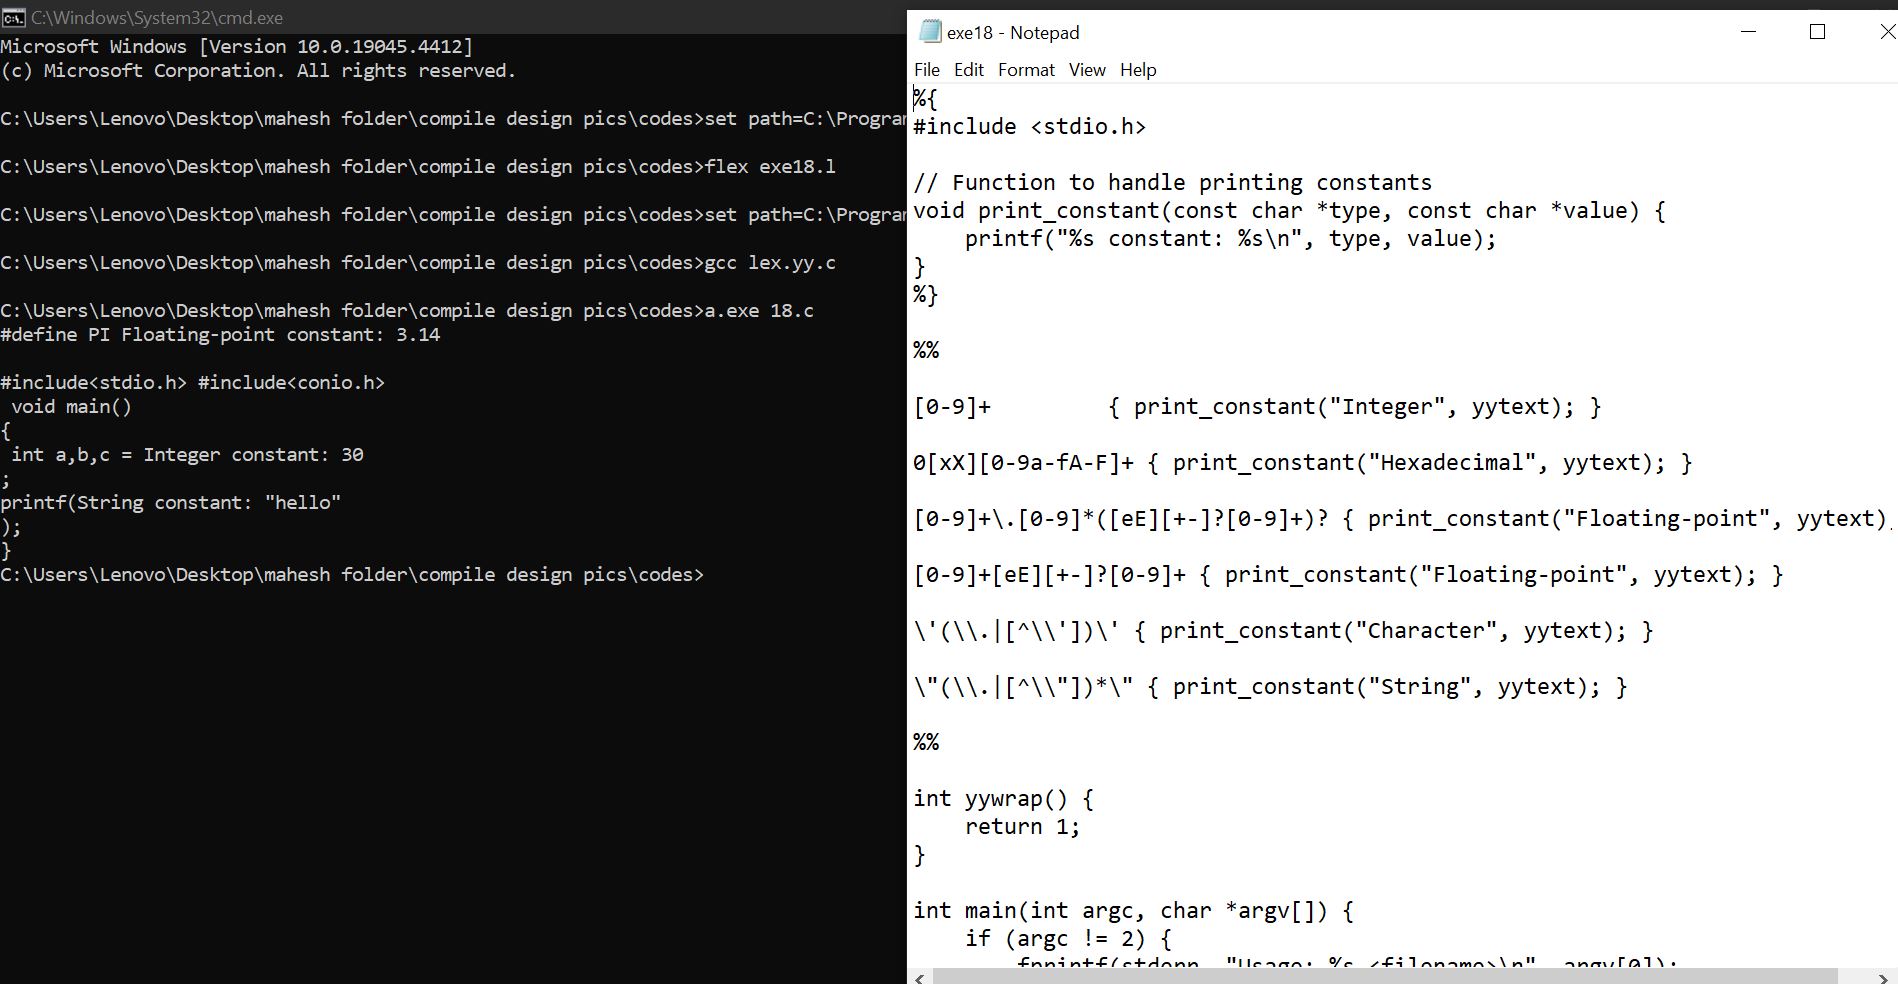 C:\Windows\System32\cmd.exe
Microsoft Windows [Version 10.0.19045.4412]
(c) Microsoft Corporation. All rights reserved.
C:\Users\Lenovo\Desktop\mahesh folder\compile design pics\codes>set path=C:\Program
C:\Users\Lenovo\Desktop\mahesh folder\compile design pics\codes>flex exe18.l
C:\Users\Lenovo\Desktop\mahesh folder\compile design pics\codes>set path=C:\Program
C:\Users\Lenovo\Desktop\mahesh folder\compile design pics\codes>gcc lex.yy.c
C:\Users\Lenovo\Desktop\mahesh folder\compile design pics\codes>a.exe 18.c
#define PI Floating-point constant: 3.14
#include<stdio.h> #include<conio.h>
 void main()
{
 int a,b,c = Integer constant: 30
;
printf(String constant: "hello"
);
}
C:\Users\Lenovo\Desktop\mahesh folder\compile design pics\codes>
exe18 - Notepad
File Edit Format View Help
%{
#include <stdio.h>
// Function to handle printing constants
void print_constant(const char *type, const char *value) {
    printf("%s constant: %s\n", type, value);
}
%}
%%
[0-9]+         { print_constant("Integer", yytext); }
0[xX][0-9a-fA-F]+ { print_constant("Hexadecimal", yytext); }
[0-9]+\.[0-9]*([eE][+-]?[0-9]+)? { print_constant("Floating-point", yytext)
[0-9]+[eE][+-]?[0-9]+ { print_constant("Floating-point", yytext); }
\'(\\.|[^\\'])\' { print_constant("Character", yytext); }
\"(\\.|[^\\"])*\" { print_constant("String", yytext); }
%%
int yywrap() {
    return 1;
}
int main(int argc, char *argv[]) {
    if (argc != 2) {
        fprintf(stderr, "Usage: %s <filename>\n", argv[0]);